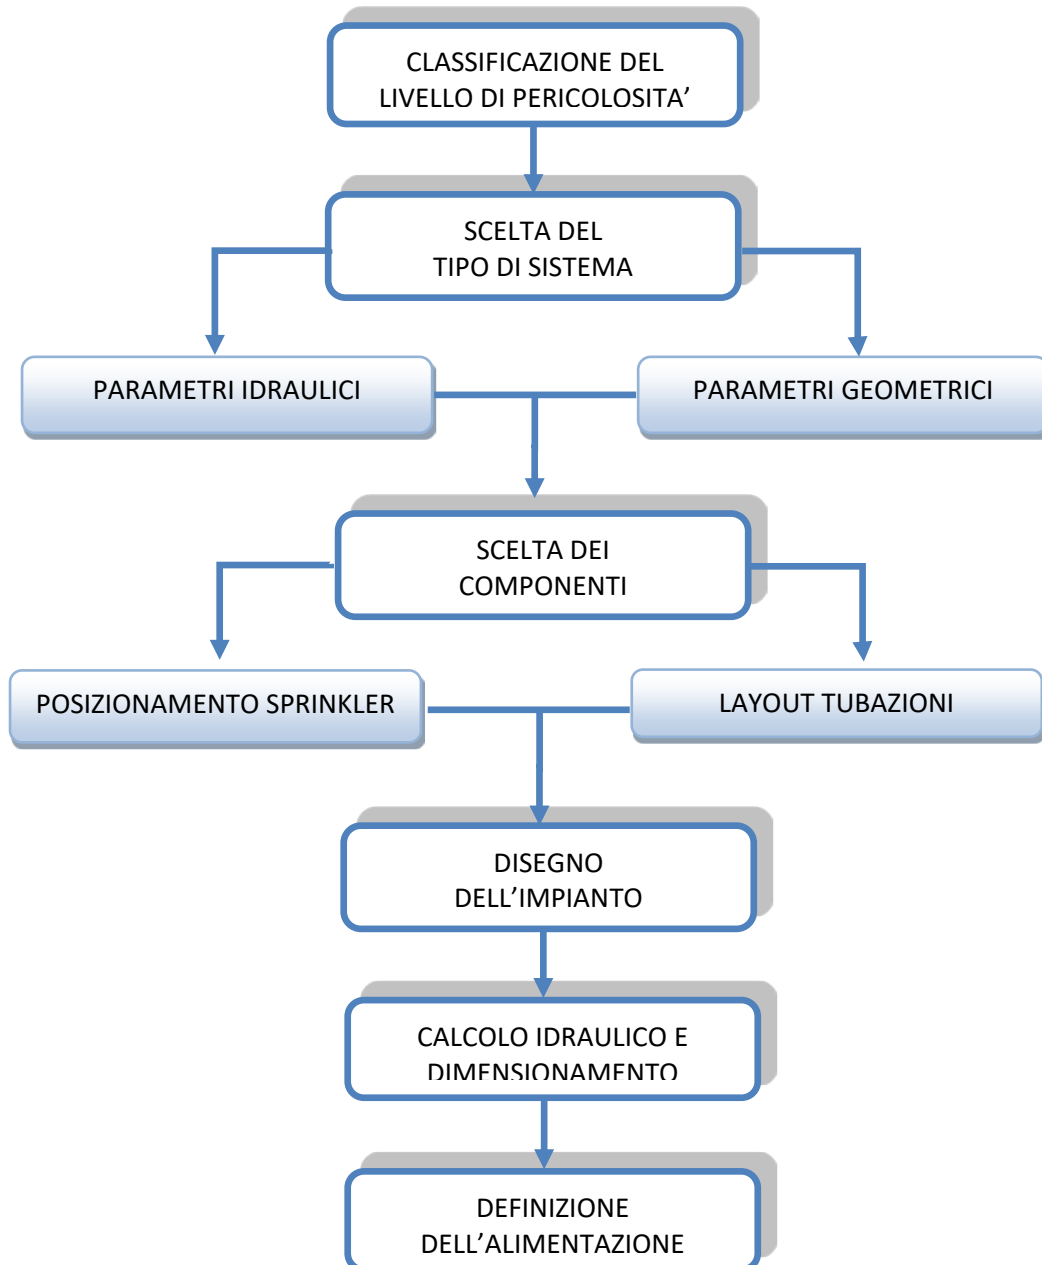 CLASSIFICAZIONE DEL
LIVELLO DI PERICOLOSITA’
SCELTA DEL
TIPO DI SISTEMA
PARAMETRI IDRAULICI
PARAMETRI GEOMETRICI
SCELTA DEI
COMPONENTI
POSIZIONAMENTO SPRINKLER
LAYOUT TUBAZIONI
DISEGNO
DELL’IMPIANTO
CALCOLO IDRAULICO E
DIMENSIONAMENTO
DEFINIZIONE
DELL’ALIMENTAZIONE